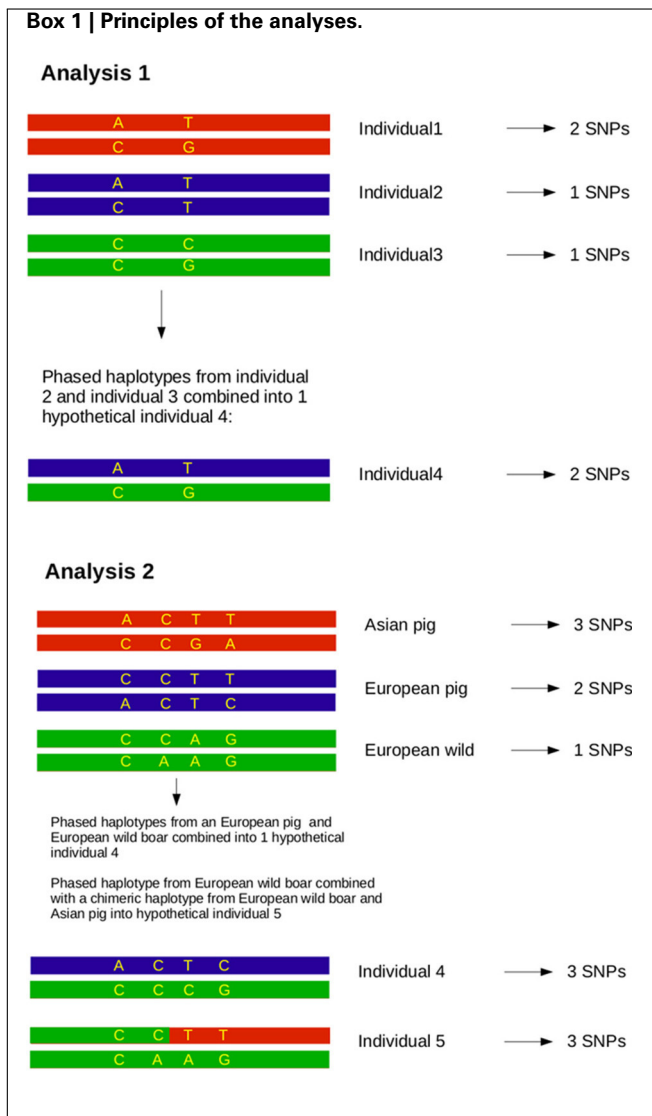 Box 1 | Principles of the analyses.
Analysis 1
A T
C G
Individual1 2 SNPs
A T
C T
Individual2 1 SNPs
C C
C G
Individual3 1 SNPs
Phased haplotypes from individual
2 and individual 3 combined into 1
hypothetical individual 4:
A T
C G
Individual4 2 SNPs
Analysis 2
A C T T
C C G A
Asian pig 3 SNPs
C C T T
A C T C
European pig 2 SNPs
C C A G
C A A G
European wild 1 SNPs
Phased haplotypes from an European pig and
European wild boar combined into 1 hypothetical
individual 4
Phased haplotype from European wild boar combined
with a chimeric haplotype from European wild boar and
Asian pig into hypothetical individual 5
A C T C
C C C G
Individual 4 3 SNPs
C C T T
C A A G
Individual 5 3 SNPs